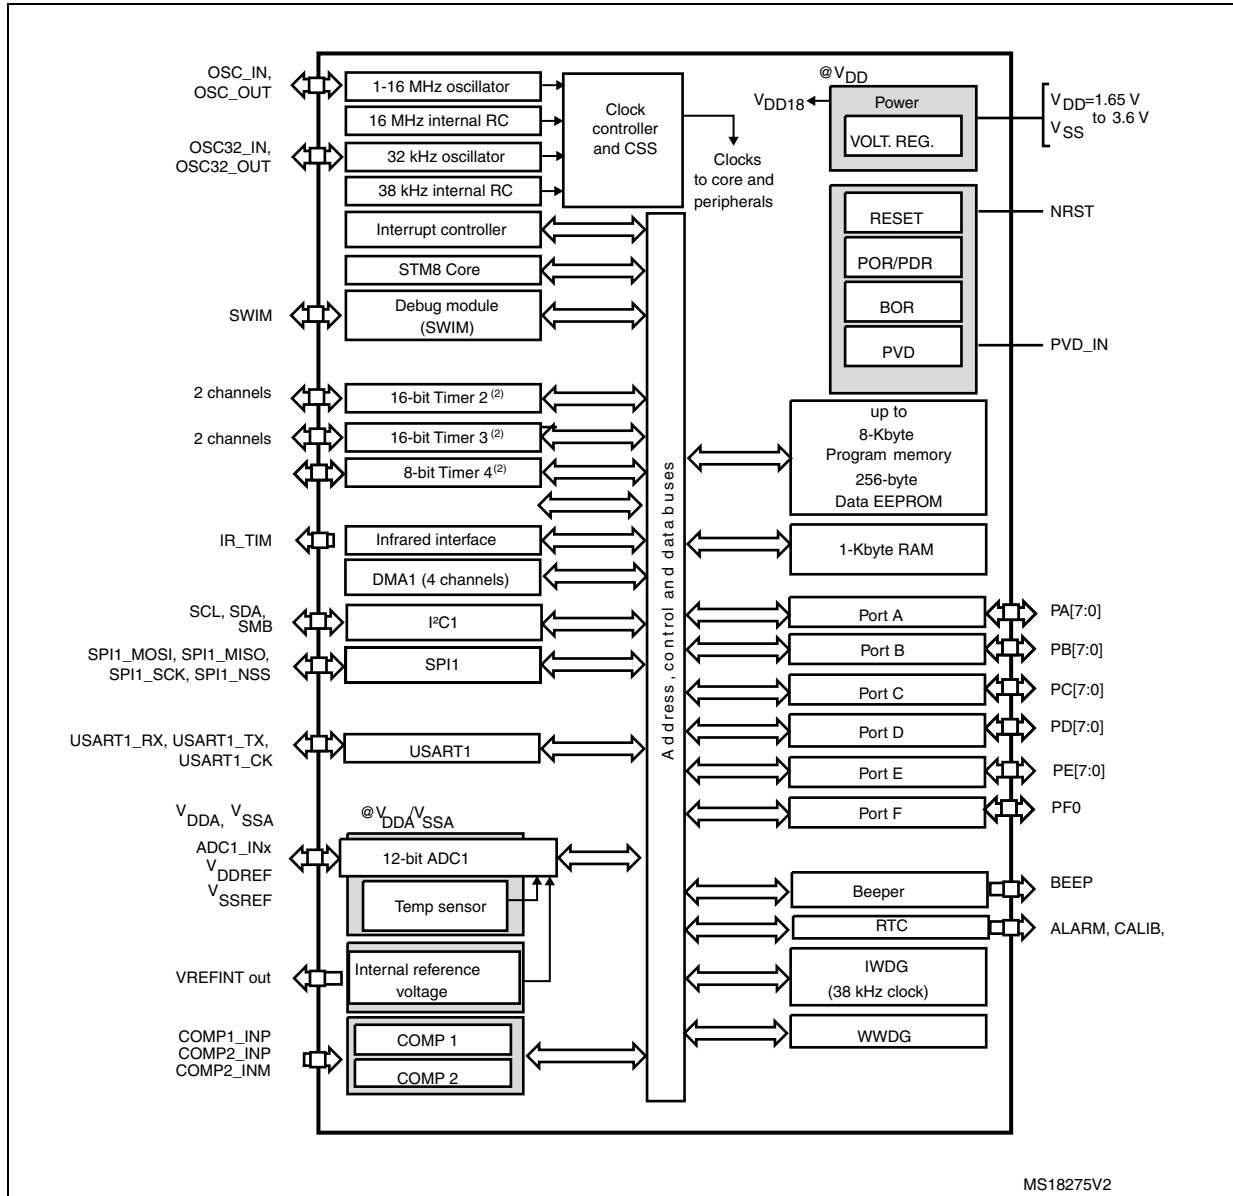 OSC_IN,
OSC_OUT
1-16 MHz oscillator
16 MHz internal RC
OSC32_IN,
OSC32_OUT
32 kHz oscillator
38 kHz internal RC
Clock
controller
and CSS
Clocks
to core and
peripherals
@VDD
VDD18
Power
VOLT. REG.
VDD=1.65 V
to 3.6 V
VSS
Interrupt controller
STM8 Core
SWIM
Debug module
(SWIM)
RESET
NRST
POR/PDR
BOR
PVD
PVD_IN
2 channels
16-bit Timer 2 (2)
2 channels
16-bit Timer 3 (2)
8-bit Timer 4 (2)
IR_TIM
Infrared interface
DMA1 (4 channels)
SCL, SDA,
SMB
I²C1
SPI1_MOSI, SPI1_MISO,
SPI1_SCK, SPI1_NSS
SPI1
USART1_RX, USART1_TX,
USART1_CK
USART1
VDDA, VSSA
@VDDA/VSSA
ADC1_INx
VDDREF
VSSREF
12-bit ADC1
Temp sensor
VREFINT out
Internal reference
voltage
COMP1_INP
COMP2_INP
COMP2_INM
COMP 1
COMP 2
Address, control and data buses
up to
8-Kbyte
Program memory
256-byte
Data EEPROM
1-Kbyte RAM
Port A
PA[7:0]
Port B
PB[7:0]
Port C
PC[7:0]
Port D
PD[7:0]
Port E
PE[7:0]
Port F
PF0
Beeper
BEEP
RTC
ALARM, CALIB,
IWDG
(38 kHz clock)
WWDG
MS18275V2